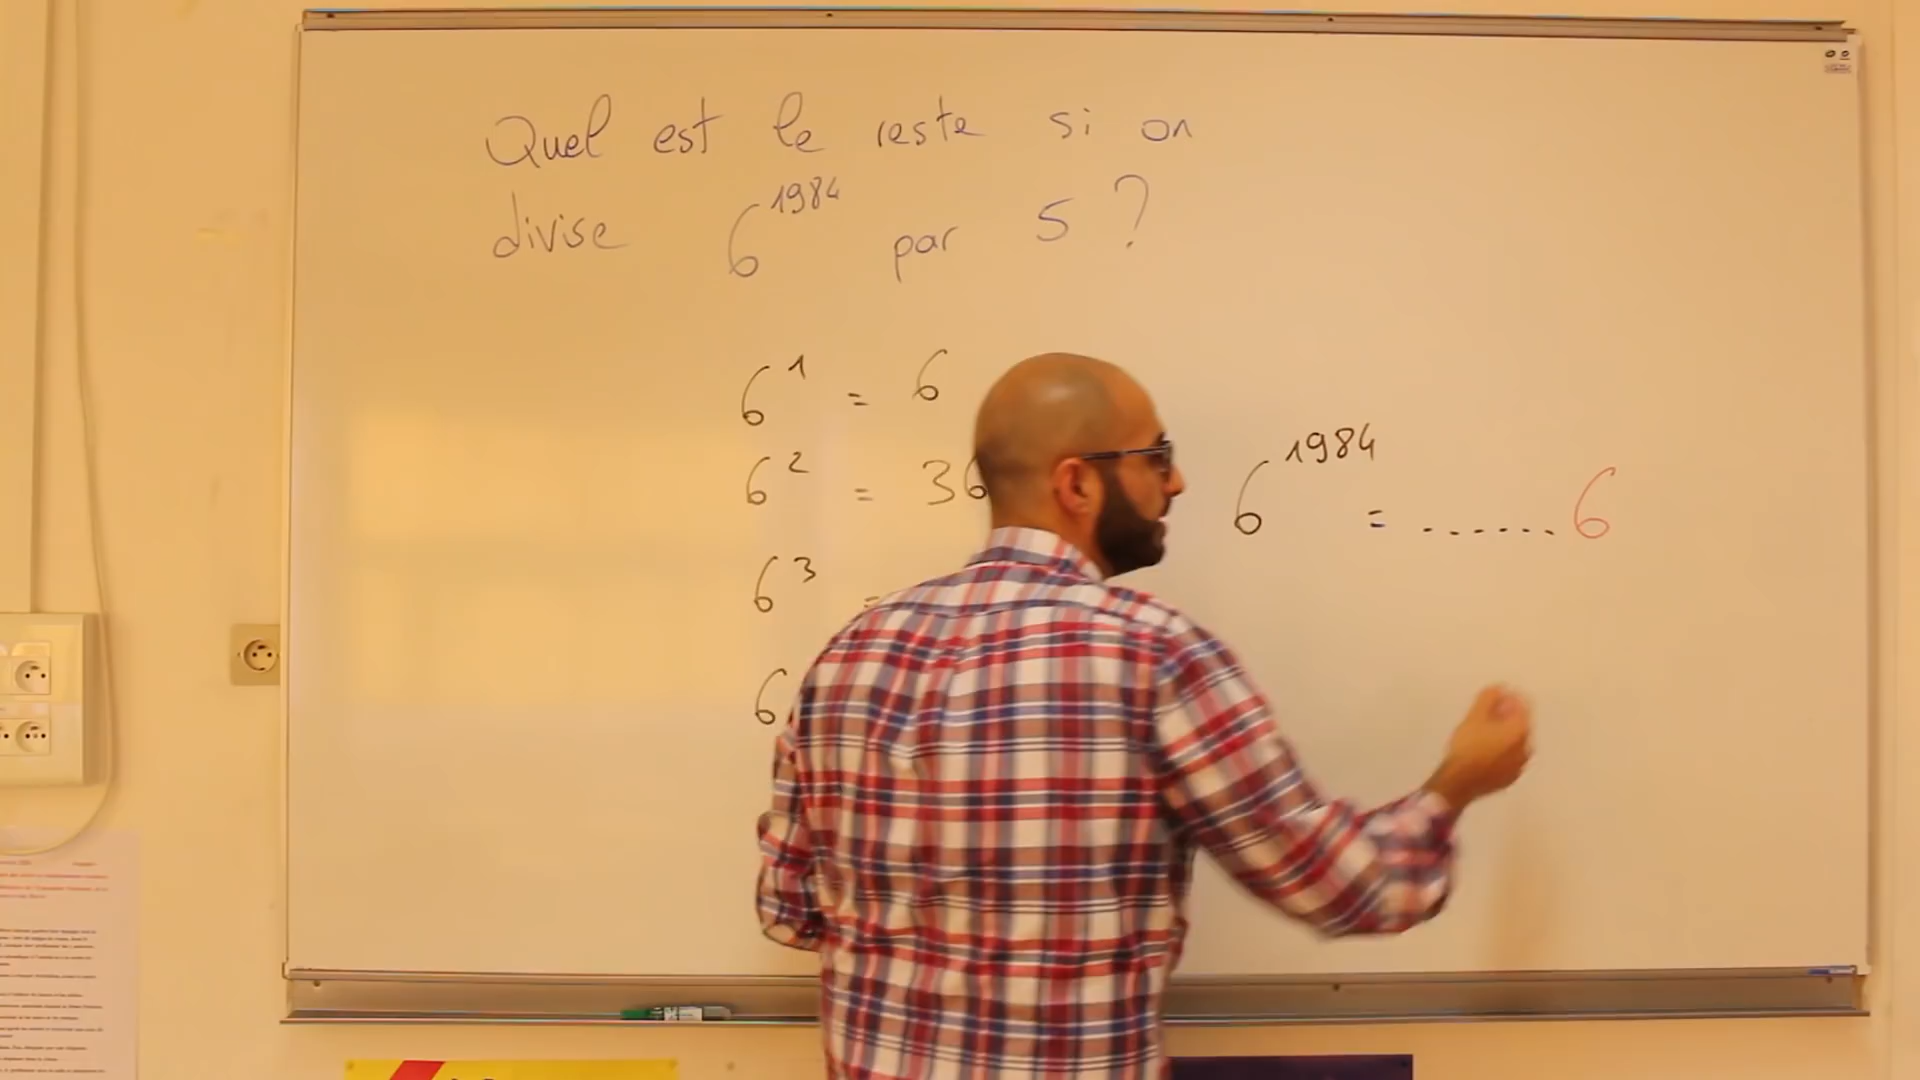 Quel est le reste si on
divise 6^1984 par 5 ?
6^1 = 6
6^2 = 36
6^3 =
6
6^1984 = ......6